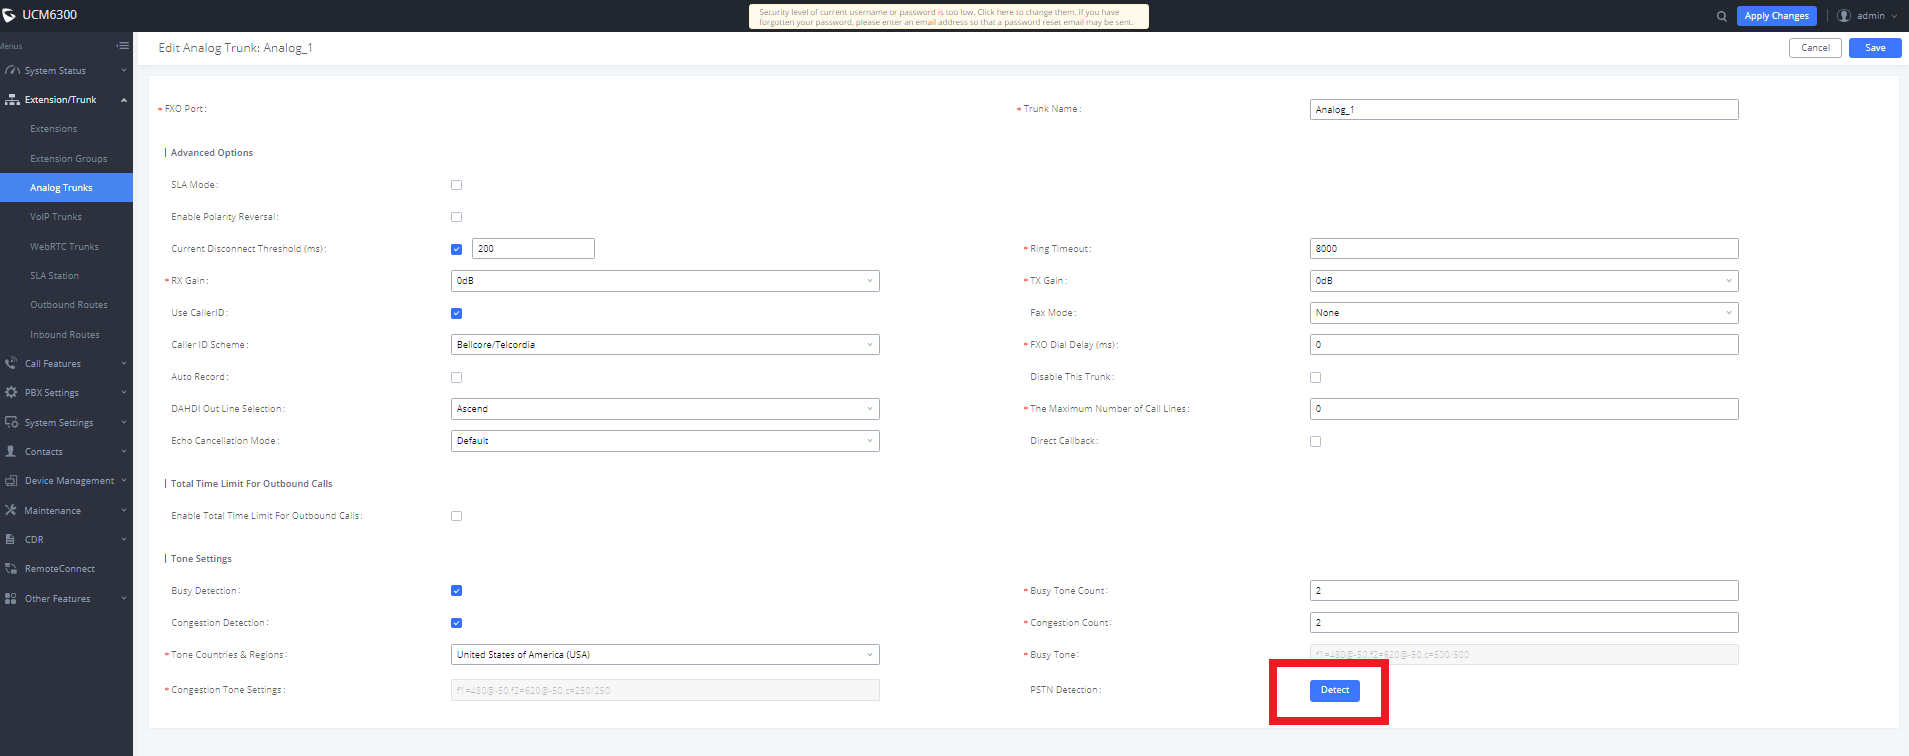 UCM6300
Security level of current username or password is too low. Click here to change them. If you have
forgotten your password, please enter an email address so that a password reset email may be sent.
Apply Changes
admin
Menus
System Status
Extension/Trunk
Extensions
Extension Groups
Analog Trunks
VoIP Trunks
WebRTC Trunks
SLA Station
Outbound Routes
Inbound Routes
Call Features
PBX Settings
System Settings
Contacts
Device Management
Maintenance
CDR
RemoteConnect
Other Features
Edit Analog Trunk: Analog_1
Cancel
Save
* FXO Port:
* Trunk Name: Analog_1
Advanced Options
SLA Mode:
Enable Polarity Reversal:
Current Disconnect Threshold (ms): 200
* Ring Timeout: 8000
* RX Gain: 0dB
* TX Gain: 0dB
Use CallerID:
Fax Mode: None
Caller ID Scheme: Bellcore/Telcordia
* FXO Dial Delay (ms): 0
Auto Record:
Disable This Trunk:
DAHDI Out Line Selection: Ascend
* The Maximum Number of Call Lines: 0
Echo Cancellation Mode: Default
Direct Callback:
Total Time Limit For Outbound Calls
Enable Total Time Limit For Outbound Calls:
Tone Settings
Busy Detection:
* Busy Tone Count: 2
Congestion Detection:
* Congestion Count: 2
* Tone Countries & Regions: United States of America (USA)
* Busy Tone: f1=480@-50,f2=620@-50,c=500/500
* Congestion Tone Settings: f1=480@-50,f2=620@-50,c=250/250
PSTN Detection: Detect